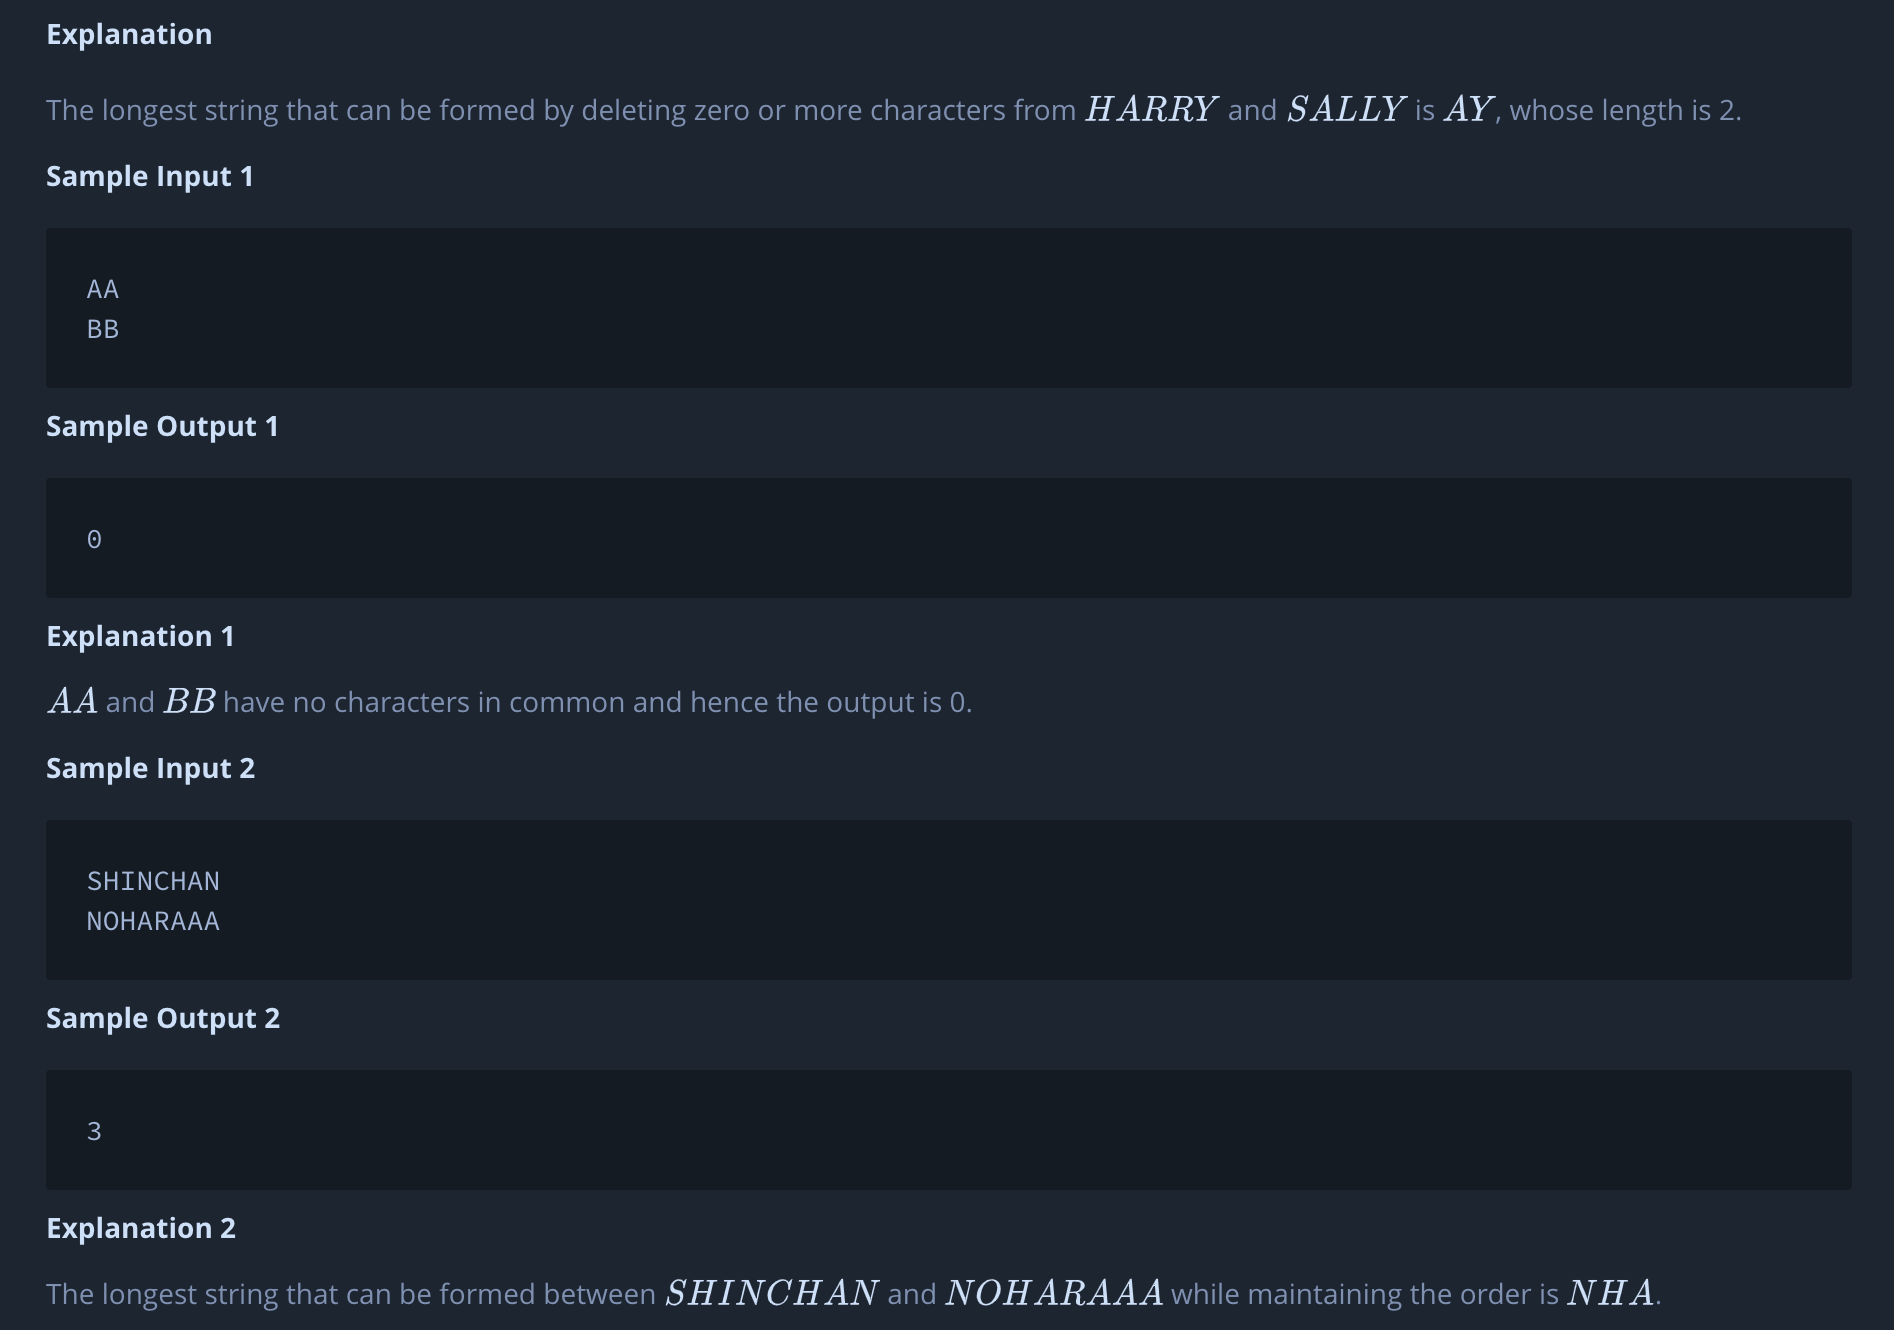 Explanation
The longest string that can be formed by deleting zero or more characters from HARRY and SALLY is AY, whose length is 2.
Sample Input 1
AA
BB
Sample Output 1
0
Explanation 1
AA and BB have no characters in common and hence the output is 0.
Sample Input 2
SHINCHAN
NOHARAAA
Sample Output 2
3
Explanation 2
The longest string that can be formed between SHINCHAN and NOHARAAA while maintaining the order is NHA.